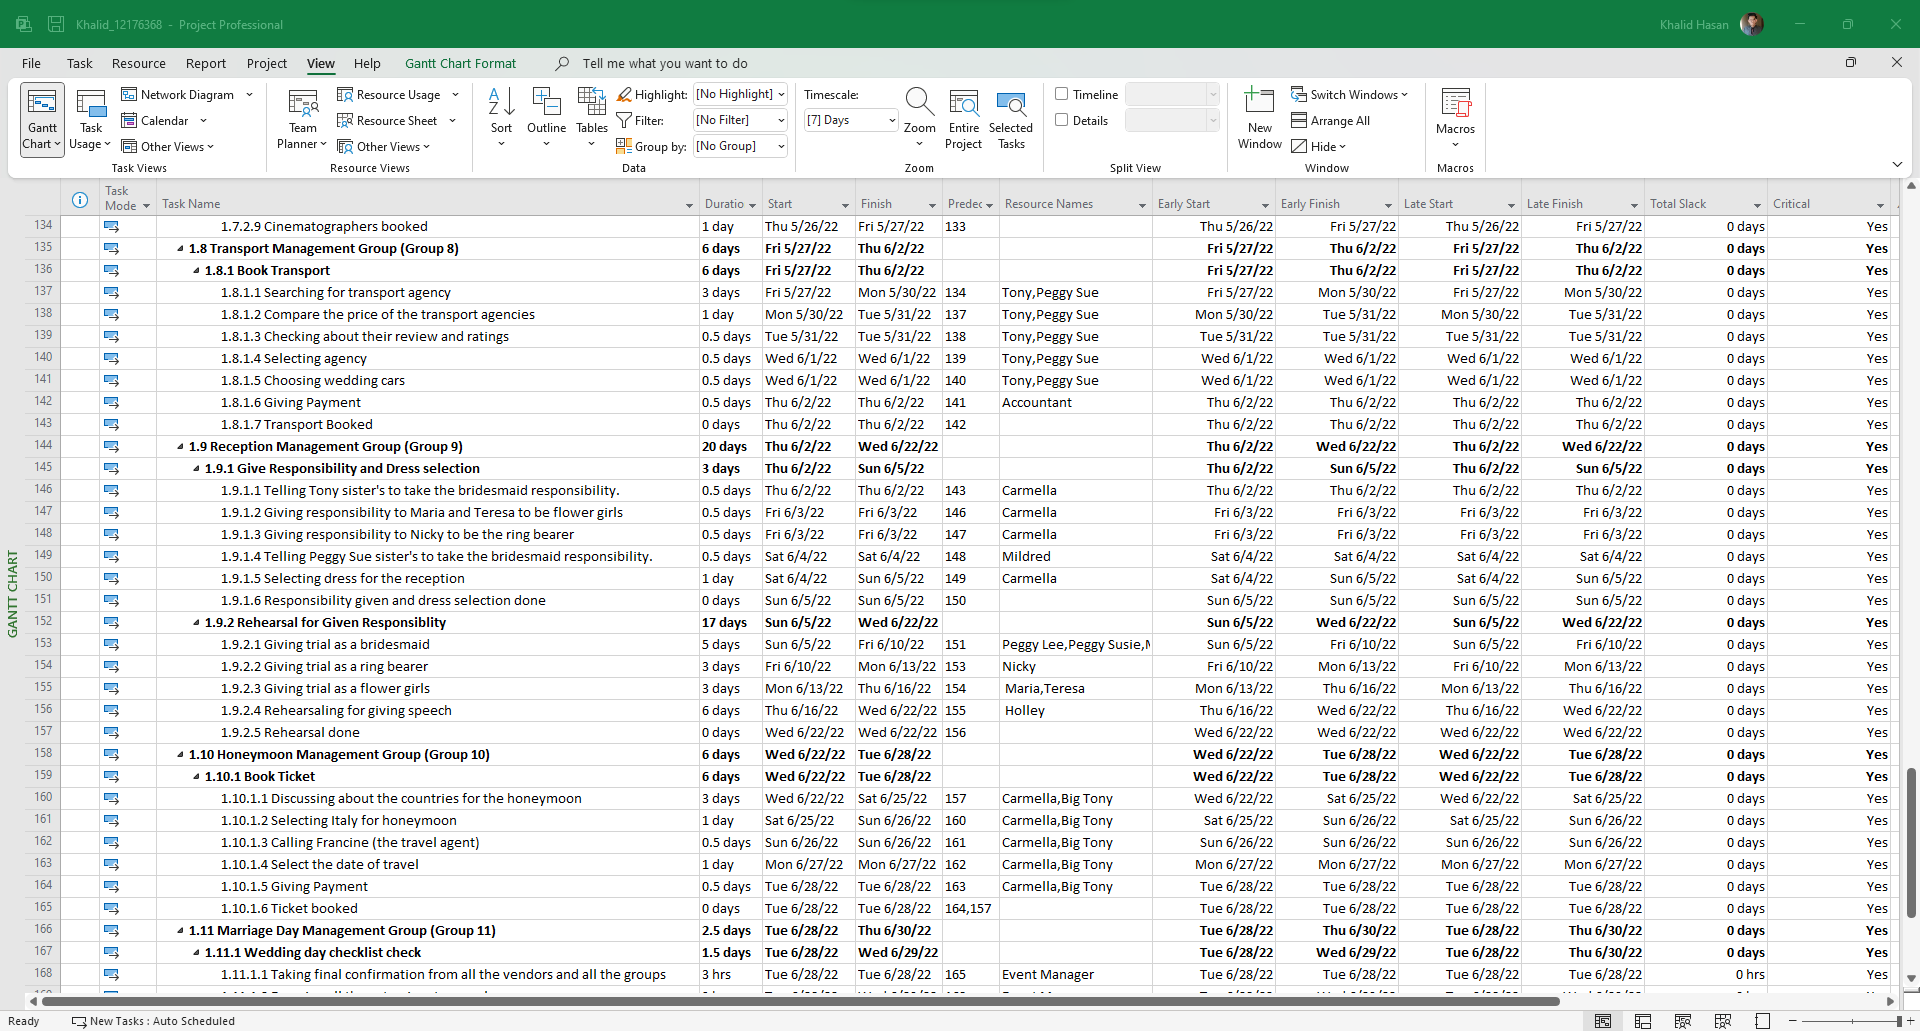 Khalid_12176368 - Project Professional
Khalid Hasan
File Task Resource Report Project View Help Gantt Chart Format Tell me what you want to do
Gantt Chart
Task Usage
Network Diagram
Calendar
Other Views
Task Views
Team Planner
Resource Usage
Resource Sheet
Other Views
Resource Views
Sort
Outline
Tables
Highlight: [No Highlight]
Filter: [No Filter]
Group by: [No Group]
Data
Timescale:
[7] Days
Zoom
Entire Project
Selected Tasks
Zoom
Timeline
Details
Split View
New Window
Switch Windows
Arrange All
Hide
Window
Macros
Macros
GANTT CHART
Task Mode Task Name Duratio Start Finish Predec Resource Names Early Start Early Finish Late Start Late Finish Total Slack Critical
134 1.7.2.9 Cinematographers booked 1 day Thu 5/26/22 Fri 5/27/22 133 Thu 5/26/22 Fri 5/27/22 Thu 5/26/22 Fri 5/27/22 0 days Yes
135 1.8 Transport Management Group (Group 8) 6 days Fri 5/27/22 Thu 6/2/22 Fri 5/27/22 Thu 6/2/22 Fri 5/27/22 Thu 6/2/22 0 days Yes
136 1.8.1 Book Transport 6 days Fri 5/27/22 Thu 6/2/22 Fri 5/27/22 Thu 6/2/22 Fri 5/27/22 Thu 6/2/22 0 days Yes
137 1.8.1.1 Searching for transport agency 3 days Fri 5/27/22 Mon 5/30/22 134 Tony,Peggy Sue Fri 5/27/22 Mon 5/30/22 Fri 5/27/22 Mon 5/30/22 0 days Yes
138 1.8.1.2 Compare the price of the transport agencies 1 day Mon 5/30/22 Tue 5/31/22 137 Tony,Peggy Sue Mon 5/30/22 Tue 5/31/22 Mon 5/30/22 Tue 5/31/22 0 days Yes
139 1.8.1.3 Checking about their review and ratings 0.5 days Tue 5/31/22 Tue 5/31/22 138 Tony,Peggy Sue Tue 5/31/22 Tue 5/31/22 Tue 5/31/22 Tue 5/31/22 0 days Yes
140 1.8.1.4 Selecting agency 0.5 days Wed 6/1/22 Wed 6/1/22 139 Tony,Peggy Sue Wed 6/1/22 Wed 6/1/22 Wed 6/1/22 Wed 6/1/22 0 days Yes
141 1.8.1.5 Choosing wedding cars 0.5 days Wed 6/1/22 Wed 6/1/22 140 Tony,Peggy Sue Wed 6/1/22 Wed 6/1/22 Wed 6/1/22 Wed 6/1/22 0 days Yes
142 1.8.1.6 Giving Payment 0.5 days Thu 6/2/22 Thu 6/2/22 141 Accountant Thu 6/2/22 Thu 6/2/22 Thu 6/2/22 Thu 6/2/22 0 days Yes
143 1.8.1.7 Transport Booked 0 days Thu 6/2/22 Thu 6/2/22 142 Thu 6/2/22 Thu 6/2/22 Thu 6/2/22 Thu 6/2/22 0 days Yes
144 1.9 Reception Management Group (Group 9) 20 days Thu 6/2/22 Wed 6/22/22 Thu 6/2/22 Wed 6/22/22 Thu 6/2/22 Wed 6/22/22 0 days Yes
145 1.9.1 Give Responsibility and Dress selection 3 days Thu 6/2/22 Sun 6/5/22 Thu 6/2/22 Sun 6/5/22 Thu 6/2/22 Sun 6/5/22 0 days Yes
146 1.9.1.1 Telling Tony sister's to take the bridesmaid responsibility. 0.5 days Thu 6/2/22 Thu 6/2/22 143 Carmella Thu 6/2/22 Thu 6/2/22 Thu 6/2/22 Thu 6/2/22 0 days Yes
147 1.9.1.2 Giving responsibility to Maria and Teresa to be flower girls 0.5 days Fri 6/3/22 Fri 6/3/22 146 Carmella Fri 6/3/22 Fri 6/3/22 Fri 6/3/22 Fri 6/3/22 0 days Yes
148 1.9.1.3 Giving responsibility to Nicky to be the ring bearer 0.5 days Fri 6/3/22 Fri 6/3/22 147 Carmella Fri 6/3/22 Fri 6/3/22 Fri 6/3/22 Fri 6/3/22 0 days Yes
149 1.9.1.4 Telling Peggy Sue sister's to take the bridesmaid responsibility. 0.5 days Sat 6/4/22 Sat 6/4/22 148 Mildred Sat 6/4/22 Sat 6/4/22 Sat 6/4/22 Sat 6/4/22 0 days Yes
150 1.9.1.5 Selecting dress for the reception 1 day Sat 6/4/22 Sun 6/5/22 149 Carmella Sat 6/4/22 Sun 6/5/22 Sat 6/4/22 Sun 6/5/22 0 days Yes
151 1.9.1.6 Responsibility given and dress selection done 0 days Sun 6/5/22 Sun 6/5/22 150 Sun 6/5/22 Sun 6/5/22 Sun 6/5/22 Sun 6/5/22 0 days Yes
152 1.9.2 Rehearsal for Given Responsiblity 17 days Sun 6/5/22 Wed 6/22/22 Sun 6/5/22 Wed 6/22/22 Sun 6/5/22 Wed 6/22/22 0 days Yes
153 1.9.2.1 Giving trial as a bridesmaid 5 days Sun 6/5/22 Fri 6/10/22 151 Peggy Lee,Peggy Susie, Sun 6/5/22 Fri 6/10/22 Sun 6/5/22 Fri 6/10/22 0 days Yes
154 1.9.2.2 Giving trial as a ring bearer 3 days Fri 6/10/22 Mon 6/13/22 153 Nicky Fri 6/10/22 Mon 6/13/22 Fri 6/10/22 Mon 6/13/22 0 days Yes
155 1.9.2.3 Giving trial as a flower girls 3 days Mon 6/13/22 Thu 6/16/22 154 Maria,Teresa Mon 6/13/22 Thu 6/16/22 Mon 6/13/22 Thu 6/16/22 0 days Yes
156 1.9.2.4 Rehearsaling for giving speech 6 days Thu 6/16/22 Wed 6/22/22 155 Holley Thu 6/16/22 Wed 6/22/22 Thu 6/16/22 Wed 6/22/22 0 days Yes
157 1.9.2.5 Rehearsal done 0 days Wed 6/22/22 Wed 6/22/22 156 Wed 6/22/22 Wed 6/22/22 Wed 6/22/22 Wed 6/22/22 0 days Yes
158 1.10 Honeymoon Management Group (Group 10) 6 days Wed 6/22/22 Tue 6/28/22 Wed 6/22/22 Tue 6/28/22 Wed 6/22/22 Tue 6/28/22 0 days Yes
159 1.10.1 Book Ticket 6 days Wed 6/22/22 Tue 6/28/22 Wed 6/22/22 Tue 6/28/22 Wed 6/22/22 Tue 6/28/22 0 days Yes
160 1.10.1.1 Discussing about the countries for the honeymoon 3 days Wed 6/22/22 Sat 6/25/22 157 Carmella,Big Tony Wed 6/22/22 Sat 6/25/22 Wed 6/22/22 Sat 6/25/22 0 days Yes
161 1.10.1.2 Selecting Italy for honeymoon 1 day Sat 6/25/22 Sun 6/26/22 160 Carmella,Big Tony Sat 6/25/22 Sun 6/26/22 Sat 6/25/22 Sun 6/26/22 0 days Yes
162 1.10.1.3 Calling Francine (the travel agent) 0.5 days Sun 6/26/22 Sun 6/26/22 161 Carmella,Big Tony Sun 6/26/22 Sun 6/26/22 Sun 6/26/22 Sun 6/26/22 0 days Yes
163 1.10.1.4 Select the date of travel 1 day Mon 6/27/22 Mon 6/27/22 162 Carmella,Big Tony Mon 6/27/22 Mon 6/27/22 Mon 6/27/22 Mon 6/27/22 0 days Yes
164 1.10.1.5 Giving Payment 0.5 days Tue 6/28/22 Tue 6/28/22 163 Carmella,Big Tony Tue 6/28/22 Tue 6/28/22 Tue 6/28/22 Tue 6/28/22 0 days Yes
165 1.10.1.6 Ticket booked 0 days Tue 6/28/22 Tue 6/28/22 164,157 Tue 6/28/22 Tue 6/28/22 Tue 6/28/22 Tue 6/28/22 0 days Yes
166 1.11 Marriage Day Management Group (Group 11) 2.5 days Tue 6/28/22 Thu 6/30/22 Tue 6/28/22 Thu 6/30/22 Tue 6/28/22 Thu 6/30/22 0 days Yes
167 1.11.1 Wedding day checklist check 1.5 days Tue 6/28/22 Wed 6/29/22 Tue 6/28/22 Wed 6/29/22 Tue 6/28/22 Thu 6/30/22 0 days Yes
168 1.11.1.1 Taking final confirmation from all the vendors and all the groups 3 hrs Tue 6/28/22 Tue 6/28/22 165 Event Manager Tue 6/28/22 Tue 6/28/22 Tue 6/28/22 Tue 6/28/22 0 hrs Yes
Ready New Tasks : Auto Scheduled